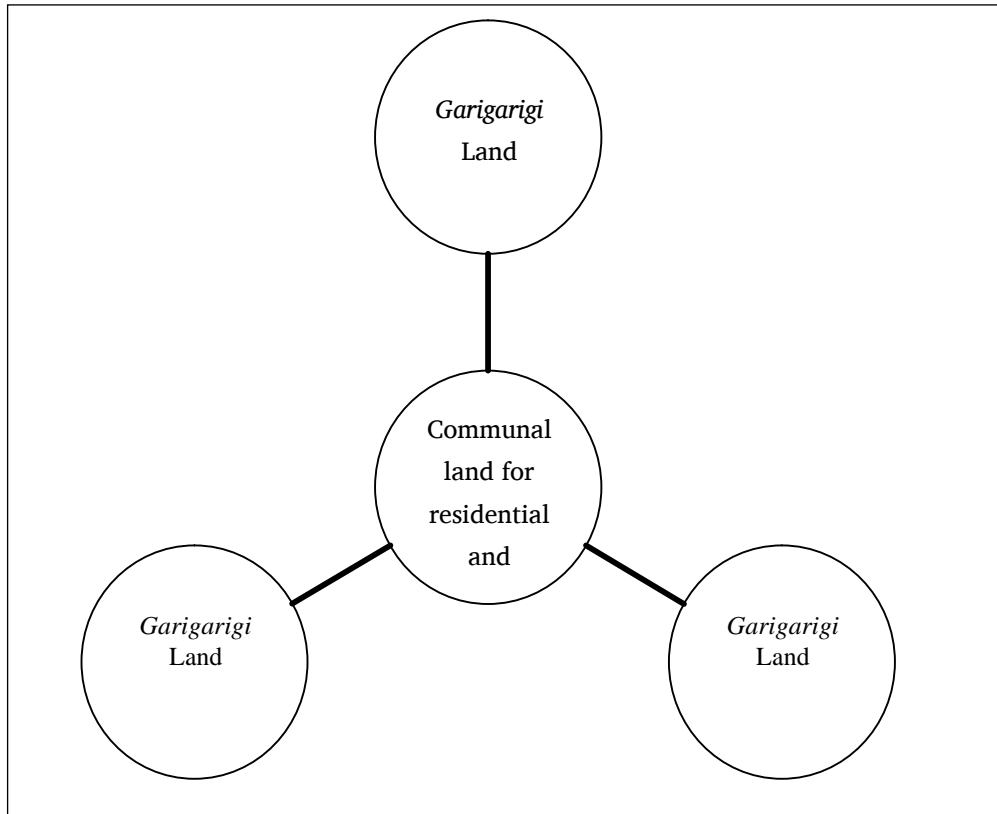 Garigarigi
Land
Communal
land for
residential
and
Garigarigi
Land
Garigarigi
Land